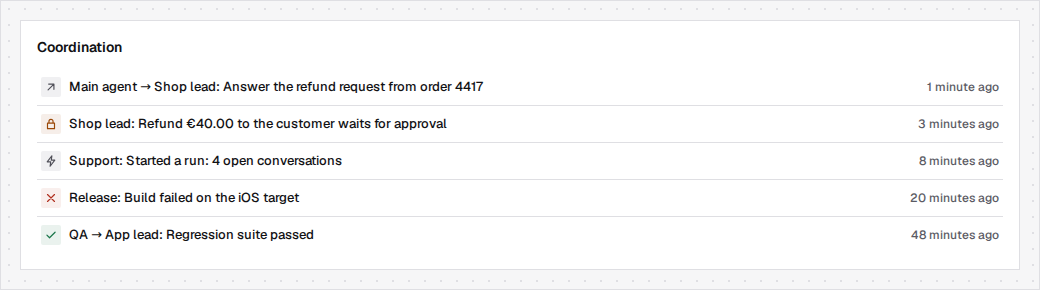 Coordination
Main agent → Shop lead: Answer the refund request from order 4417
1 minute ago
Shop lead: Refund €40.00 to the customer waits for approval
3 minutes ago
Support: Started a run: 4 open conversations
8 minutes ago
Release: Build failed on the iOS target
20 minutes ago
QA → App lead: Regression suite passed
48 minutes ago